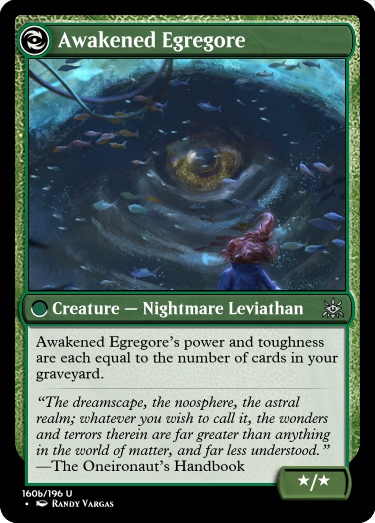 Awakened Egregore
Creature — Nightmare Leviathan
Awakened Egregore's power and toughness
are each equal to the number of cards in your
graveyard.
“The dreamscape, the noosphere, the astral
realm; whatever you wish to call it, the wonders
and terrors therein are far greater than anything
in the world of matter, and far less understood.”
—The Oneironaut's Handbook
★/★
160b/196 U
• Randy Vargas